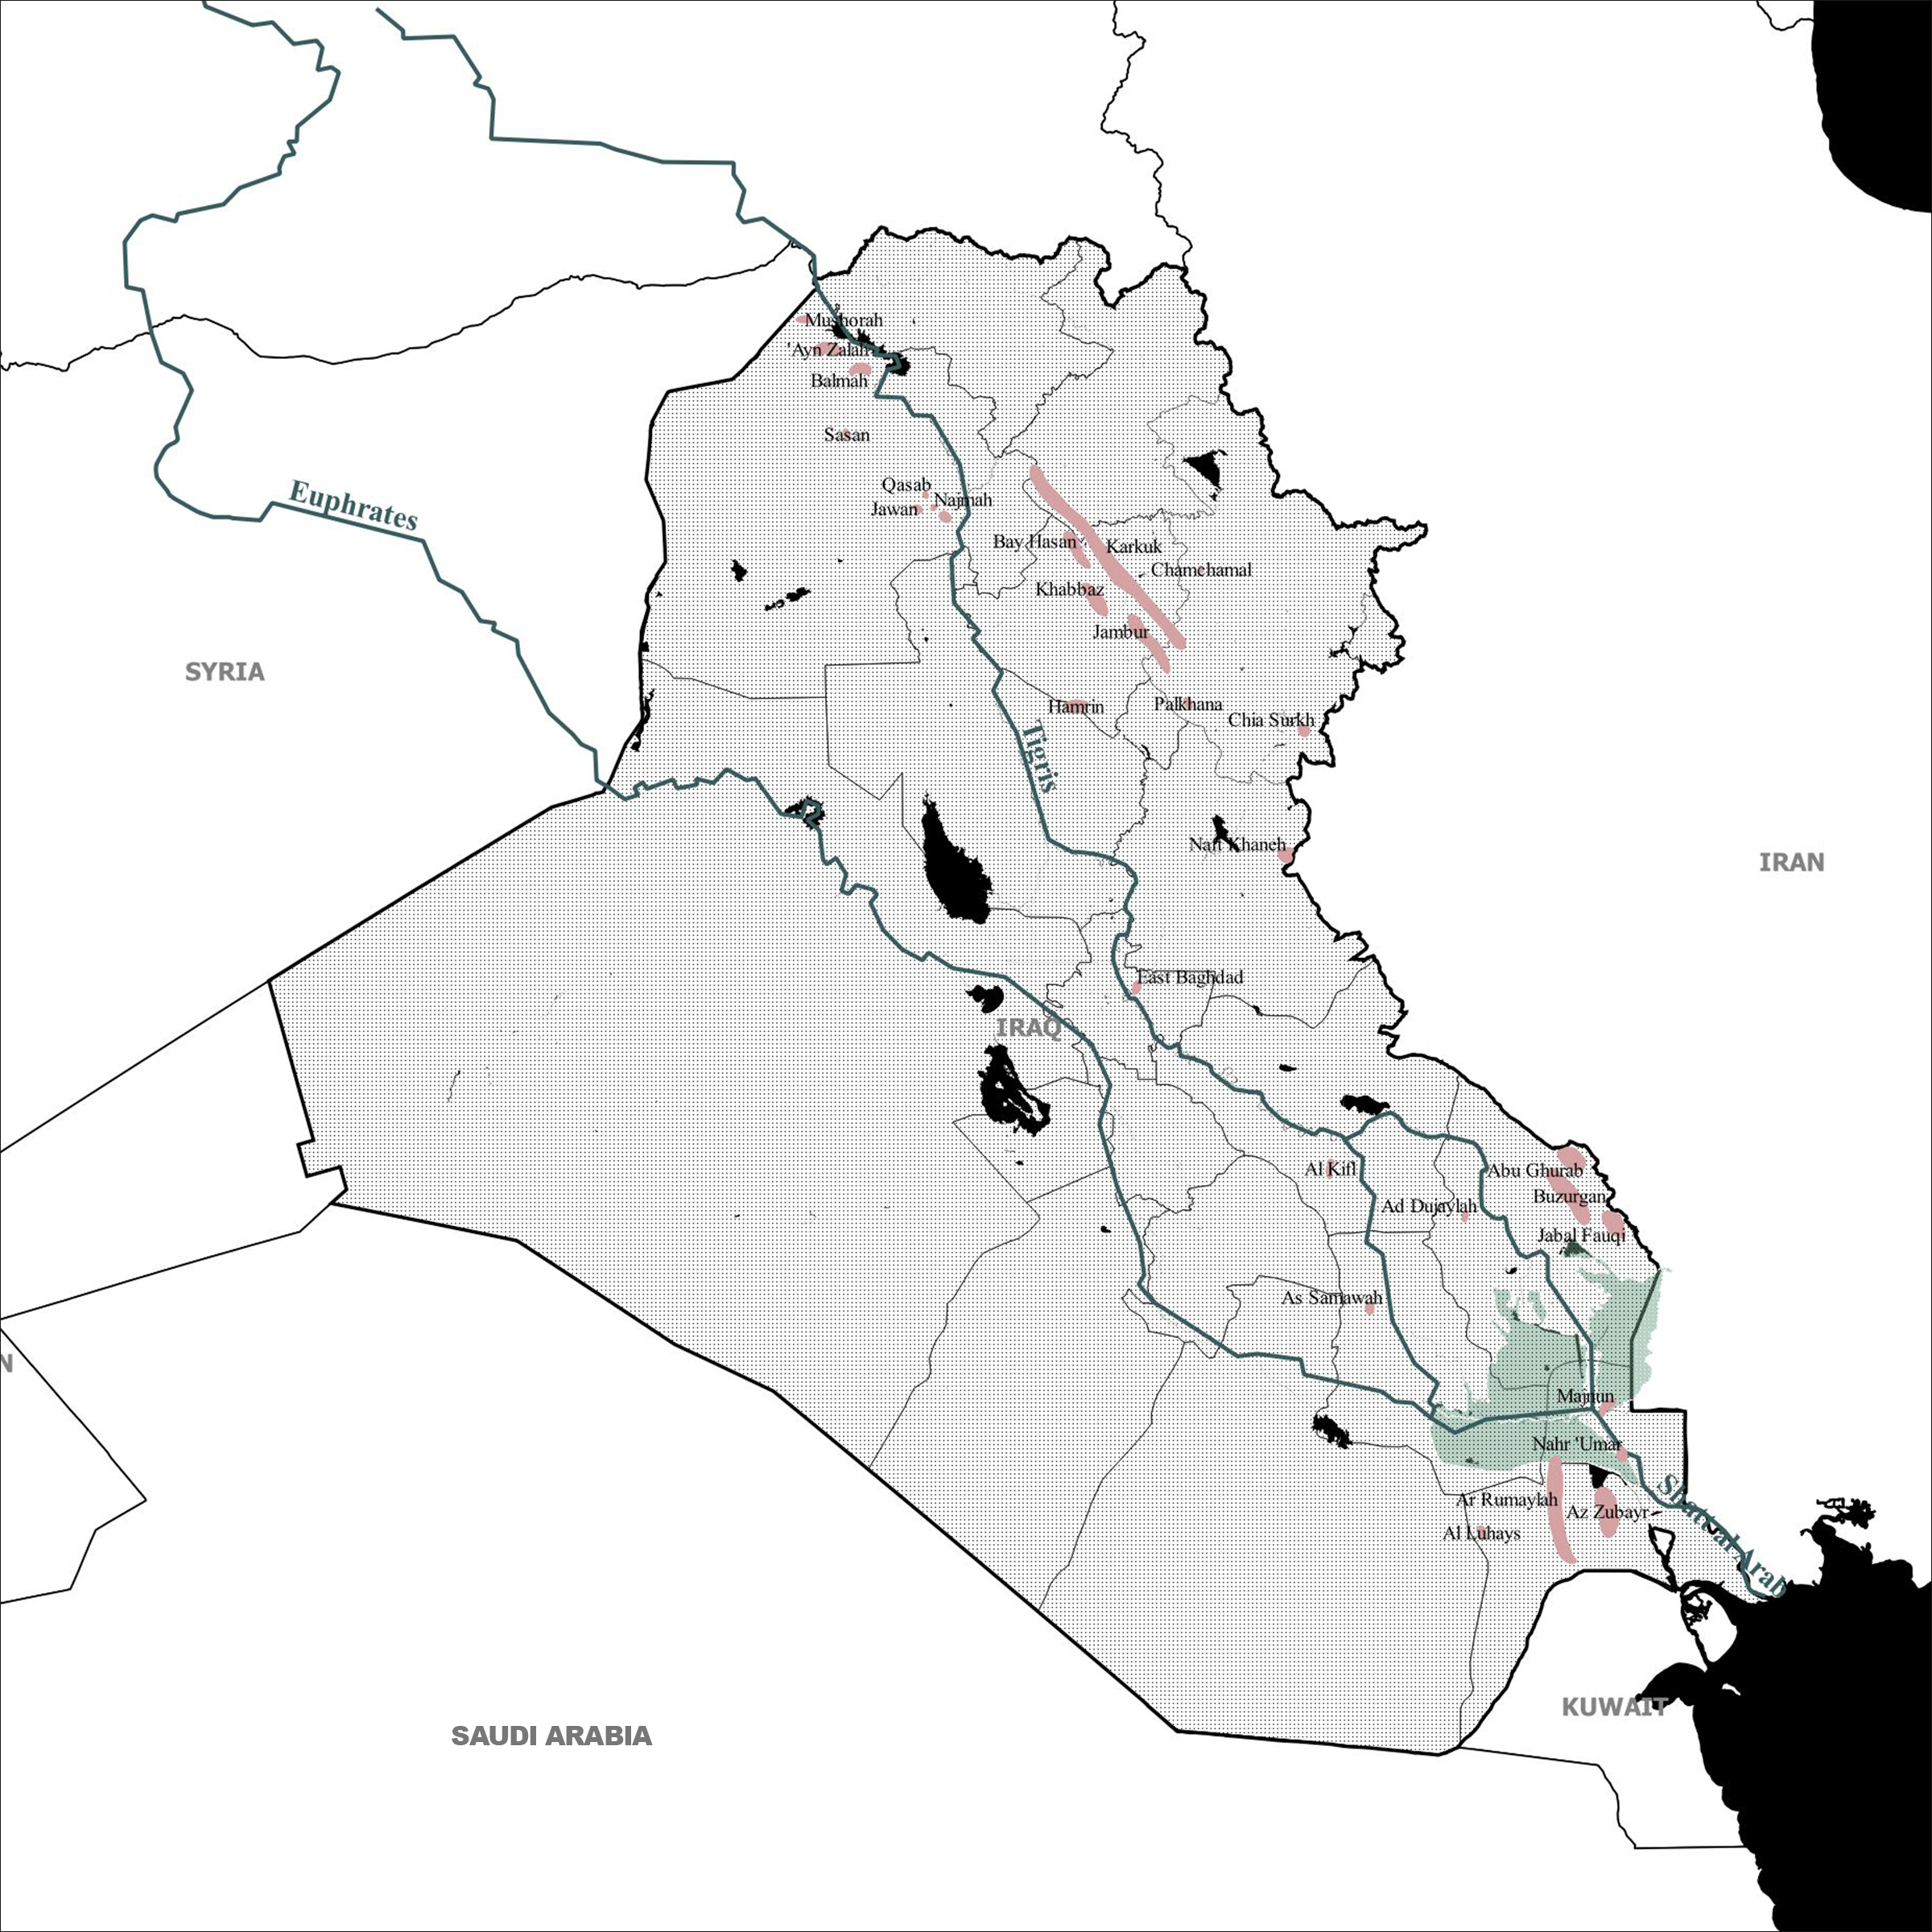 Mushorah
'Ayn Zalah
Balmah
Sasan
Qasab
Najmah
Jawan
Euphrates
Bay Hasan
Karkuk
Chamchamal
Khabbaz
Jambur
SYRIA
Hamrin
Palkhana
Chia Surkh
Tigris
Naft Khaneh
IRAN
East Baghdad
IRAQ
Al Kifl
Abu Ghurab
Buzurgan
Ad Dujaylah
Jabal Fauqi
As Samawah
N
Majnun
Nahr 'Umar
Ar Rumaylah
Az Zubayr
Al Luhays
Shatt al Arab
KUWAIT
SAUDI ARABIA